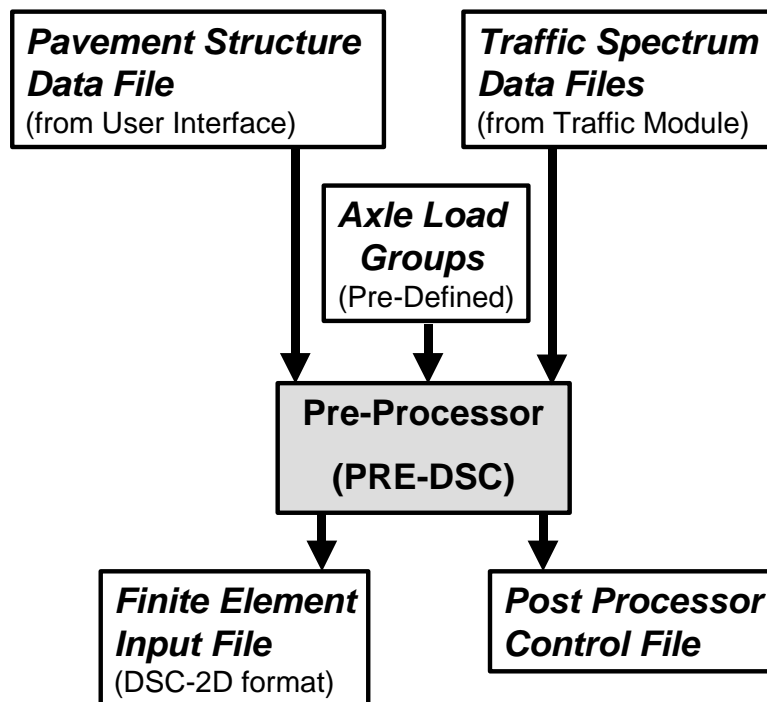 Pavement Structure
Data File
(from User Interface)
Traffic Spectrum
Data Files
(from Traffic Module)
Axle Load
Groups
(Pre-Defined)
Pre-Processor
(PRE-DSC)
Finite Element
Input File
(DSC-2D format)
Post Processor
Control File